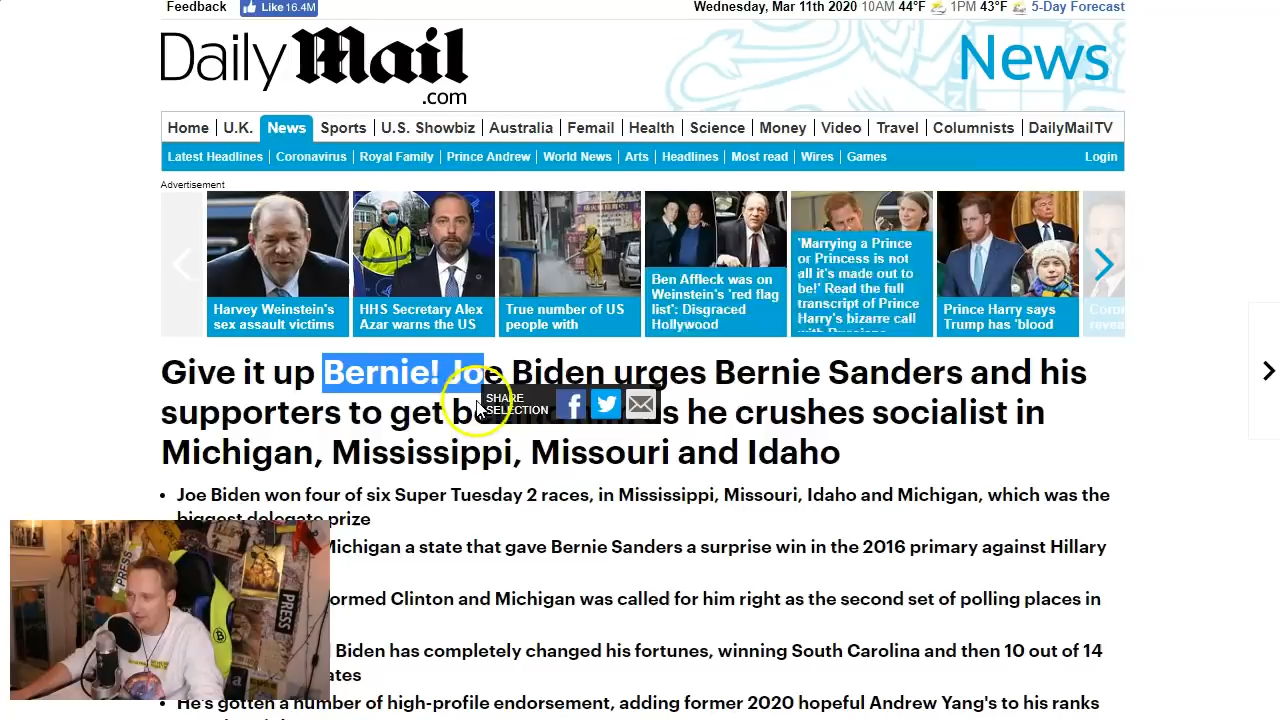 Feedback
Like 16.4M
Wednesday, Mar 11th 2020 10AM 44°F 1PM 43°F 5-Day Forecast
Daily Mail
.com
News
Home U.K. News Sports U.S. Showbiz Australia Femail Health Science Money Video Travel Columnists DailyMailTV
Latest Headlines Coronavirus Royal Family Prince Andrew World News Arts Headlines Most read Wires Games Login
Advertisement
Harvey Weinstein's
sex assault victims
HHS Secretary Alex
Azar warns the US
True number of US
people with
Ben Affleck was on
Weinstein's 'red flag
list': Disgraced
Hollywood
'Marrying a Prince
or Princess is not
all it's made out to
be!' Read the full
transcript of Prince
Harry's bizarre call
with Russians
Prince Harry says
Trump has 'blood
Give it up Bernie! Joe Biden urges Bernie Sanders and his
supporters to get as he crushes socialist in
Michigan, Mississippi, Missouri and Idaho
SHARE
SELECTION
Joe Biden won four of six Super Tuesday 2 races, in Mississippi, Missouri, Idaho and Michigan, which was the
biggest delegate prize
Michigan a state that gave Bernie Sanders a surprise win in the 2016 primary against Hillary
ormed Clinton and Michigan was called for him right as the second set of polling places in
Biden has completely changed his fortunes, winning South Carolina and then 10 out of 14
ates
He's gotten a number of high-profile endorsement, adding former 2020 hopeful Andrew Yang's to his ranks
PRESS
PRESS